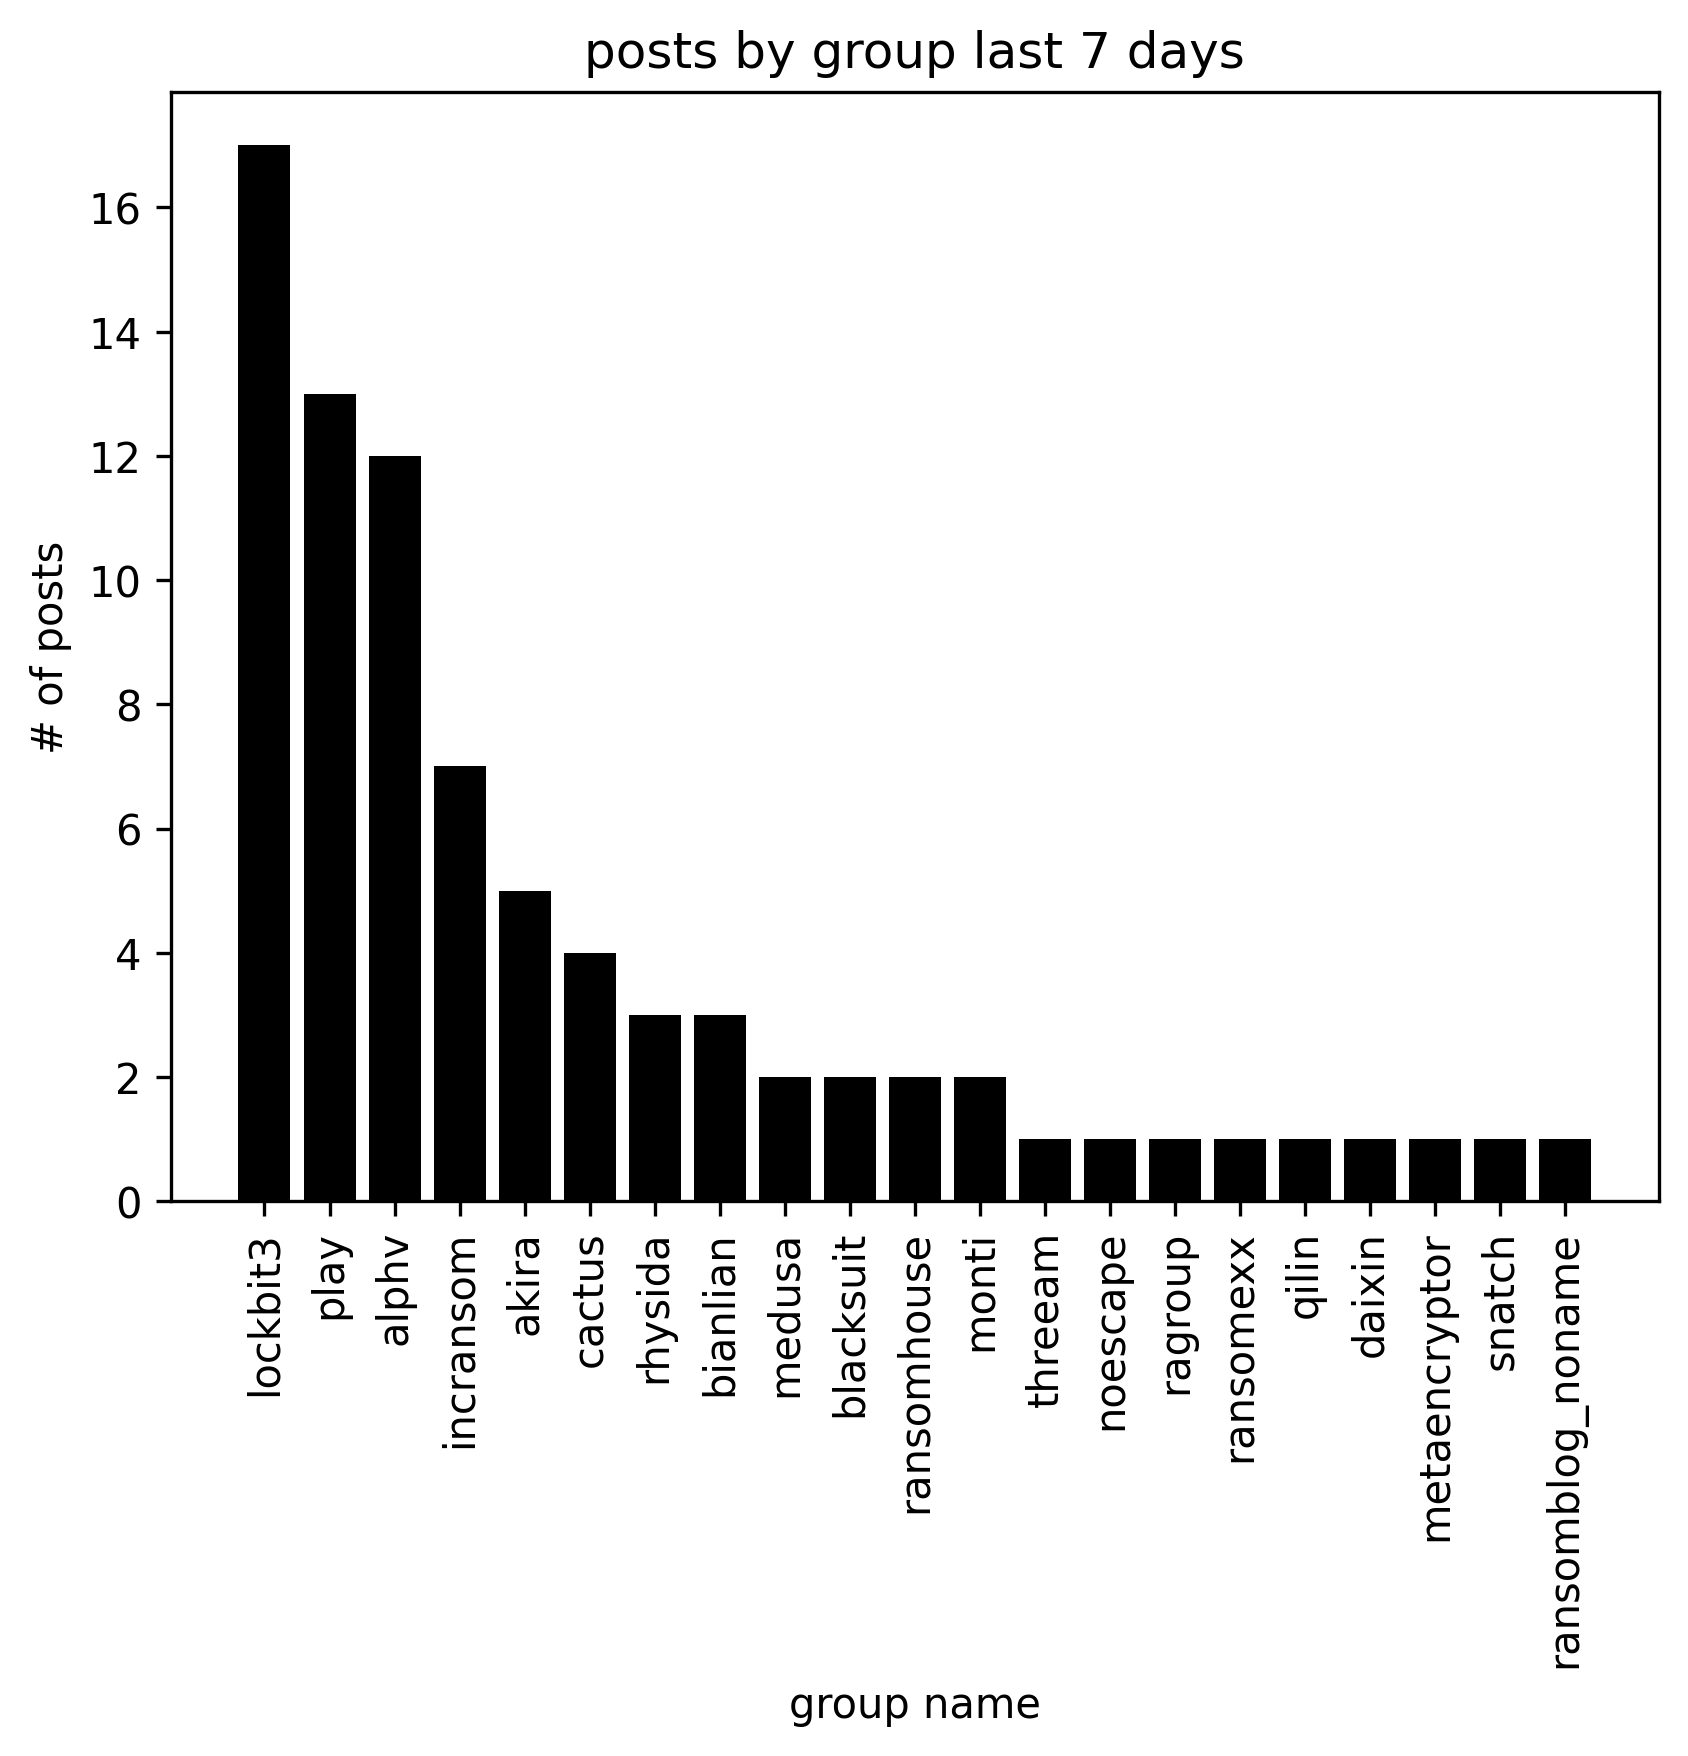 posts by group last 7 days
# of posts
16
14
12
10
8
6
4
2
0
lockbit3
play
alphv
incransom
akira
cactus
rhysida
bianlian
medusa
blacksuit
ransomhouse
monti
threeam
noescape
ragroup
ransomexx
qilin
daixin
metaencryptor
snatch
ransomblog_noname
group name